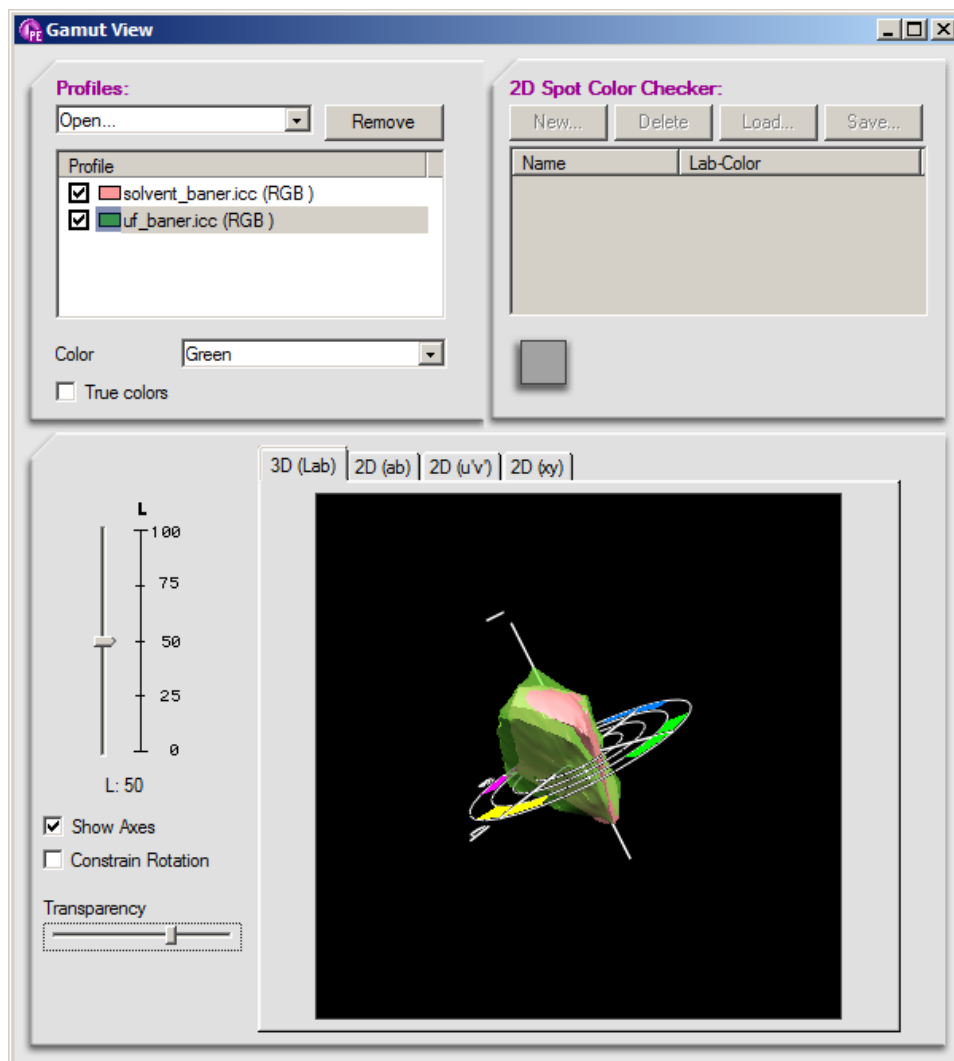 Gamut View
Profiles:
Open...
Remove
Profile
solvent_baner.icc (RGB )
uf_baner.icc (RGB )
Color
Green
True colors
2D Spot Color Checker:
New...
Delete
Load...
Save...
Name
Lab-Color
3D (Lab)
2D (ab)
2D (u'v')
2D (xy)
L
100
75
50
25
0
L: 50
Show Axes
Constrain Rotation
Transparency